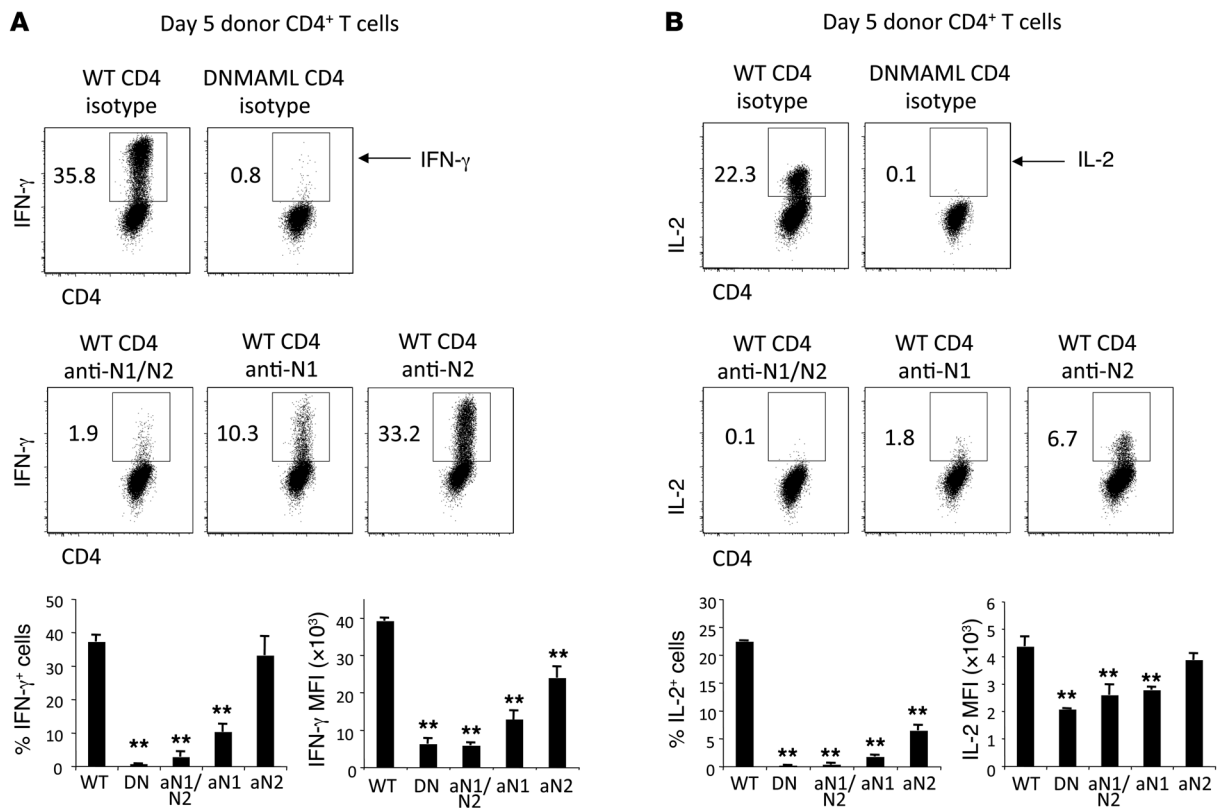 A
Day 5 donor CD4⁺ T cells
WT CD4
isotype
DNMAML CD4
isotype
IFN-γ
35.8
0.8
IFN-γ
CD4
WT CD4
anti-N1/N2
WT CD4
anti-N1
WT CD4
anti-N2
IFN-γ
1.9
10.3
33.2
CD4
% IFN-γ⁺ cells
50
40
30
20
10
0
**
**
**
WT
DN
aN1/
N2
aN1
aN2
IFN-γ MFI (×10³)
40
30
20
10
0
**
**
**
**
WT
DN
aN1/
N2
aN1
aN2
B
Day 5 donor CD4⁺ T cells
WT CD4
isotype
DNMAML CD4
isotype
IL-2
22.3
0.1
IL-2
CD4
WT CD4
anti-N1/N2
WT CD4
anti-N1
WT CD4
anti-N2
IL-2
0.1
1.8
6.7
CD4
% IL-2⁺ cells
30
25
20
15
10
5
0
**
**
**
**
WT
DN
aN1/
N2
aN1
aN2
IL-2 MFI (×10³)
6
5
4
3
2
1
0
**
**
**
WT
DN
aN1/
N2
aN1
aN2